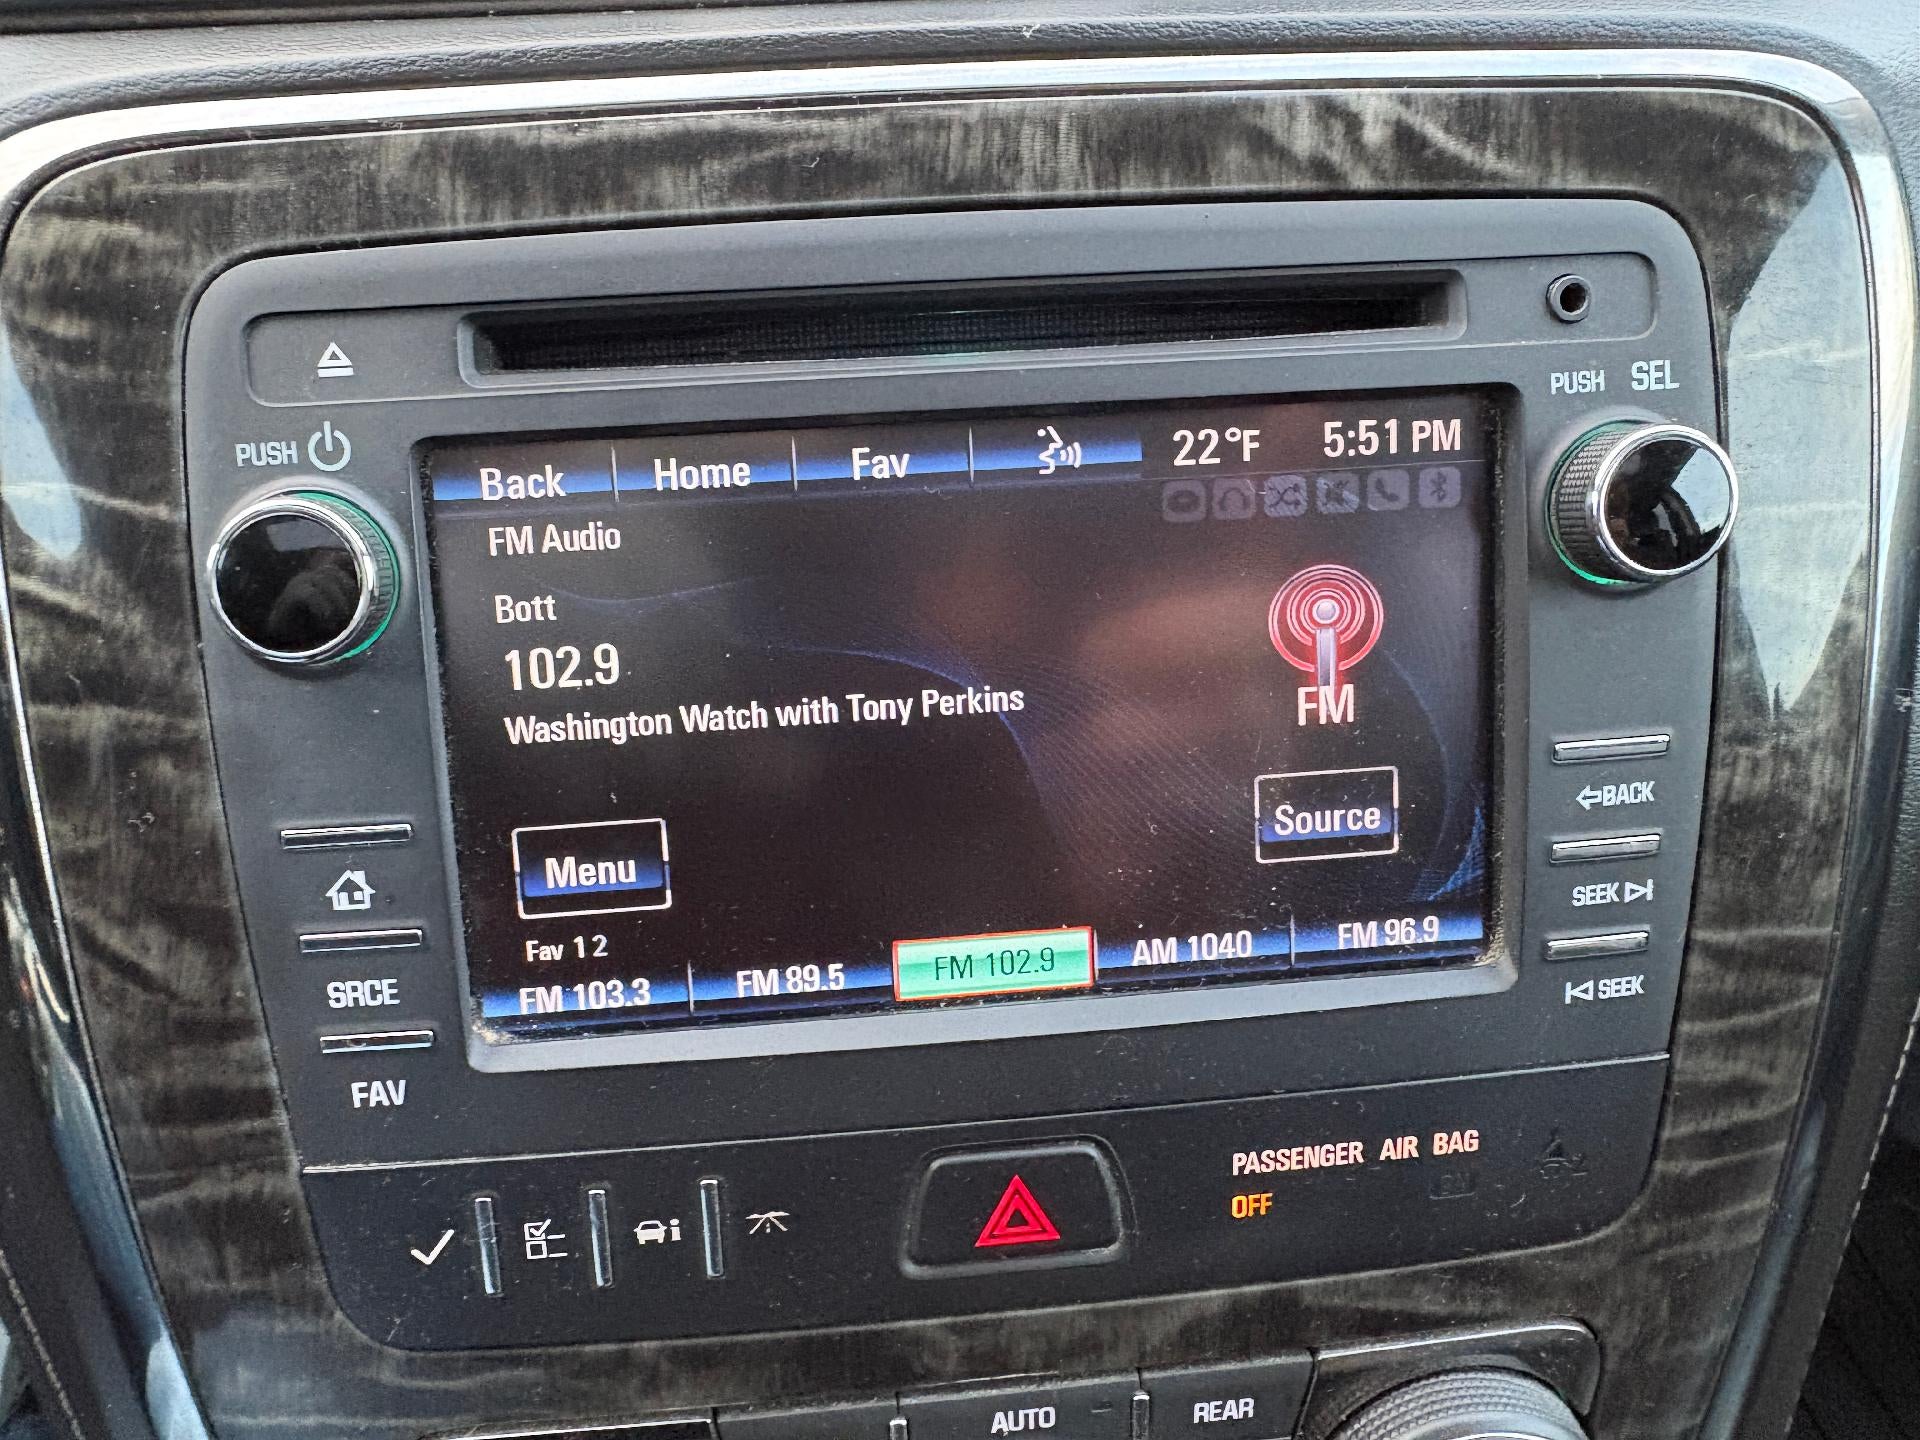 PUSH
PUSH SEL
Back Home Fav 22°F 5:51 PM
FM Audio
Bott
102.9
Washington Watch with Tony Perkins
FM
Source
Menu
Fav 1 2
FM 103.3 FM 89.5 FM 102.9 AM 1040 FM 96.9
SRCE
FAV
BACK
SEEK
SEEK
PASSENGER AIR BAG
OFF
i
AUTO REAR